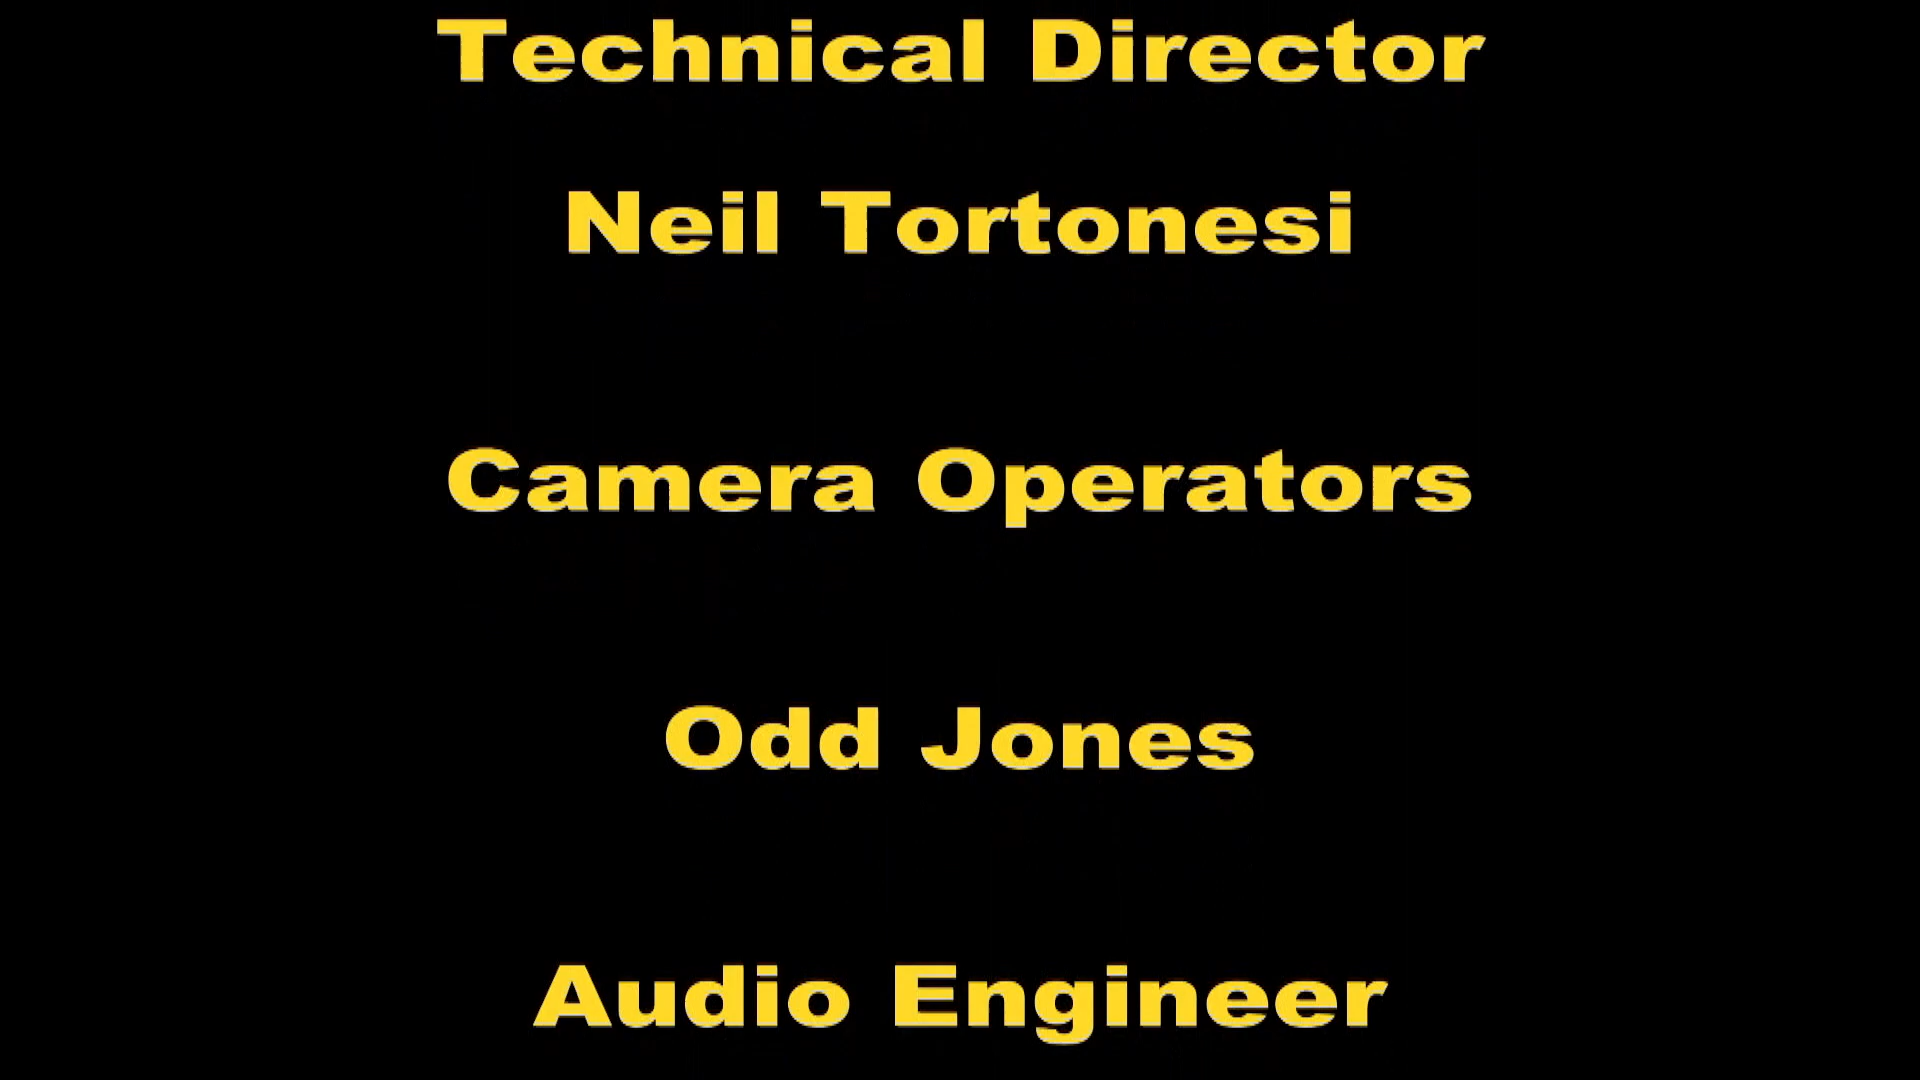 Technical Director
Neil Tortonesi
Camera Operators
Odd Jones
Audio Engineer